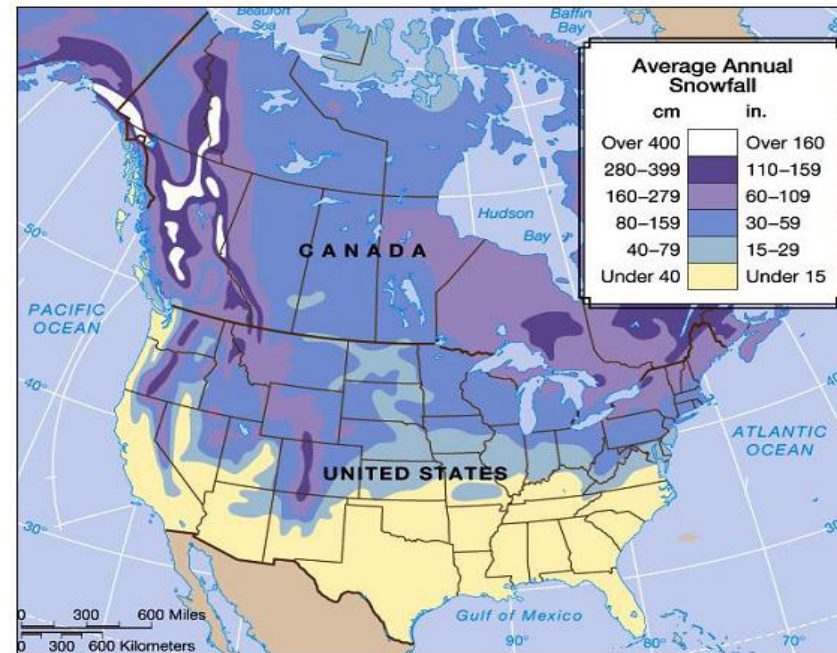 Beaufort
Sea
Baffin
Bay
Average Annual
Snowfall
cm in.
Over 400 Over 160
280–399 110–159
160–279 60–109
80–159 30–59
40–79 15–29
Under 40 Under 15
Hudson
Bay
CANADA
50°
PACIFIC
OCEAN
70°
40°
40
ATLANTIC
OCEAN
UNITED STATES
30°
30
0 300 600 Miles
0 300 600 Kilometers
Gulf of Mexico
90°
80°